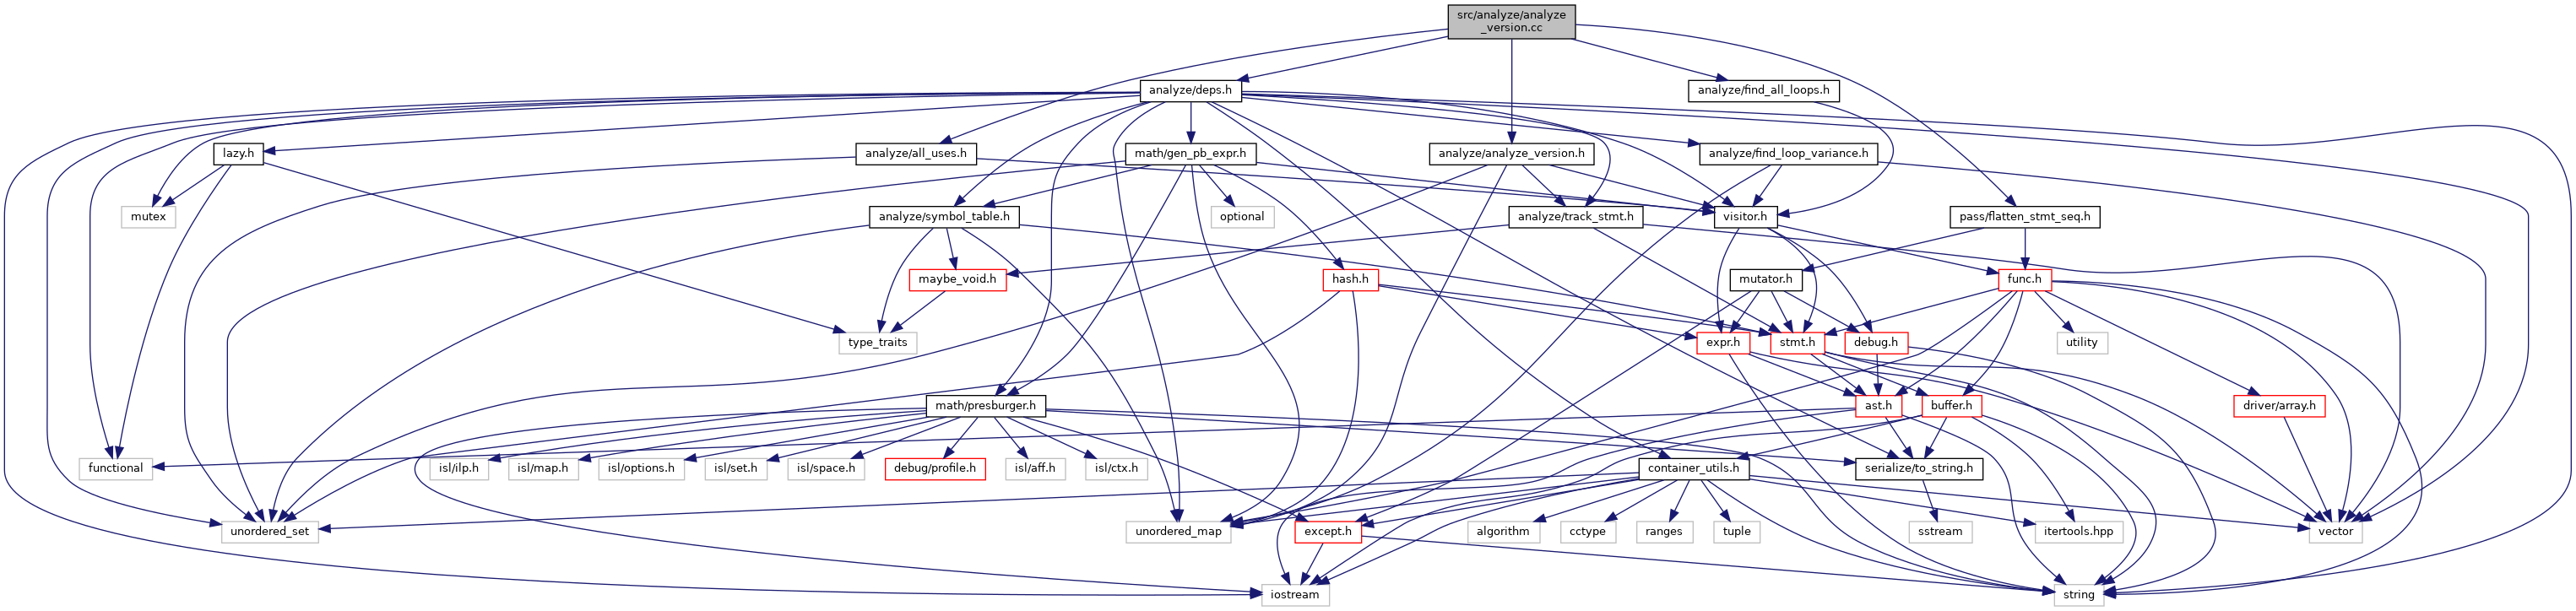 src/analyze/analyze
_version.cc
analyze/deps.h
analyze/find_all_loops.h
lazy.h
analyze/all_uses.h
math/gen_pb_expr.h
analyze/analyze_version.h
analyze/find_loop_variance.h
mutex
analyze/symbol_table.h
optional
analyze/track_stmt.h
visitor.h
pass/flatten_stmt_seq.h
maybe_void.h
hash.h
mutator.h
func.h
type_traits
expr.h
stmt.h
debug.h
utility
math/presburger.h
ast.h
buffer.h
driver/array.h
functional
isl/ilp.h
isl/map.h
isl/options.h
isl/set.h
isl/space.h
debug/profile.h
isl/aff.h
isl/ctx.h
container_utils.h
serialize/to_string.h
unordered_set
unordered_map
except.h
algorithm
cctype
ranges
tuple
sstream
itertools.hpp
vector
iostream
string